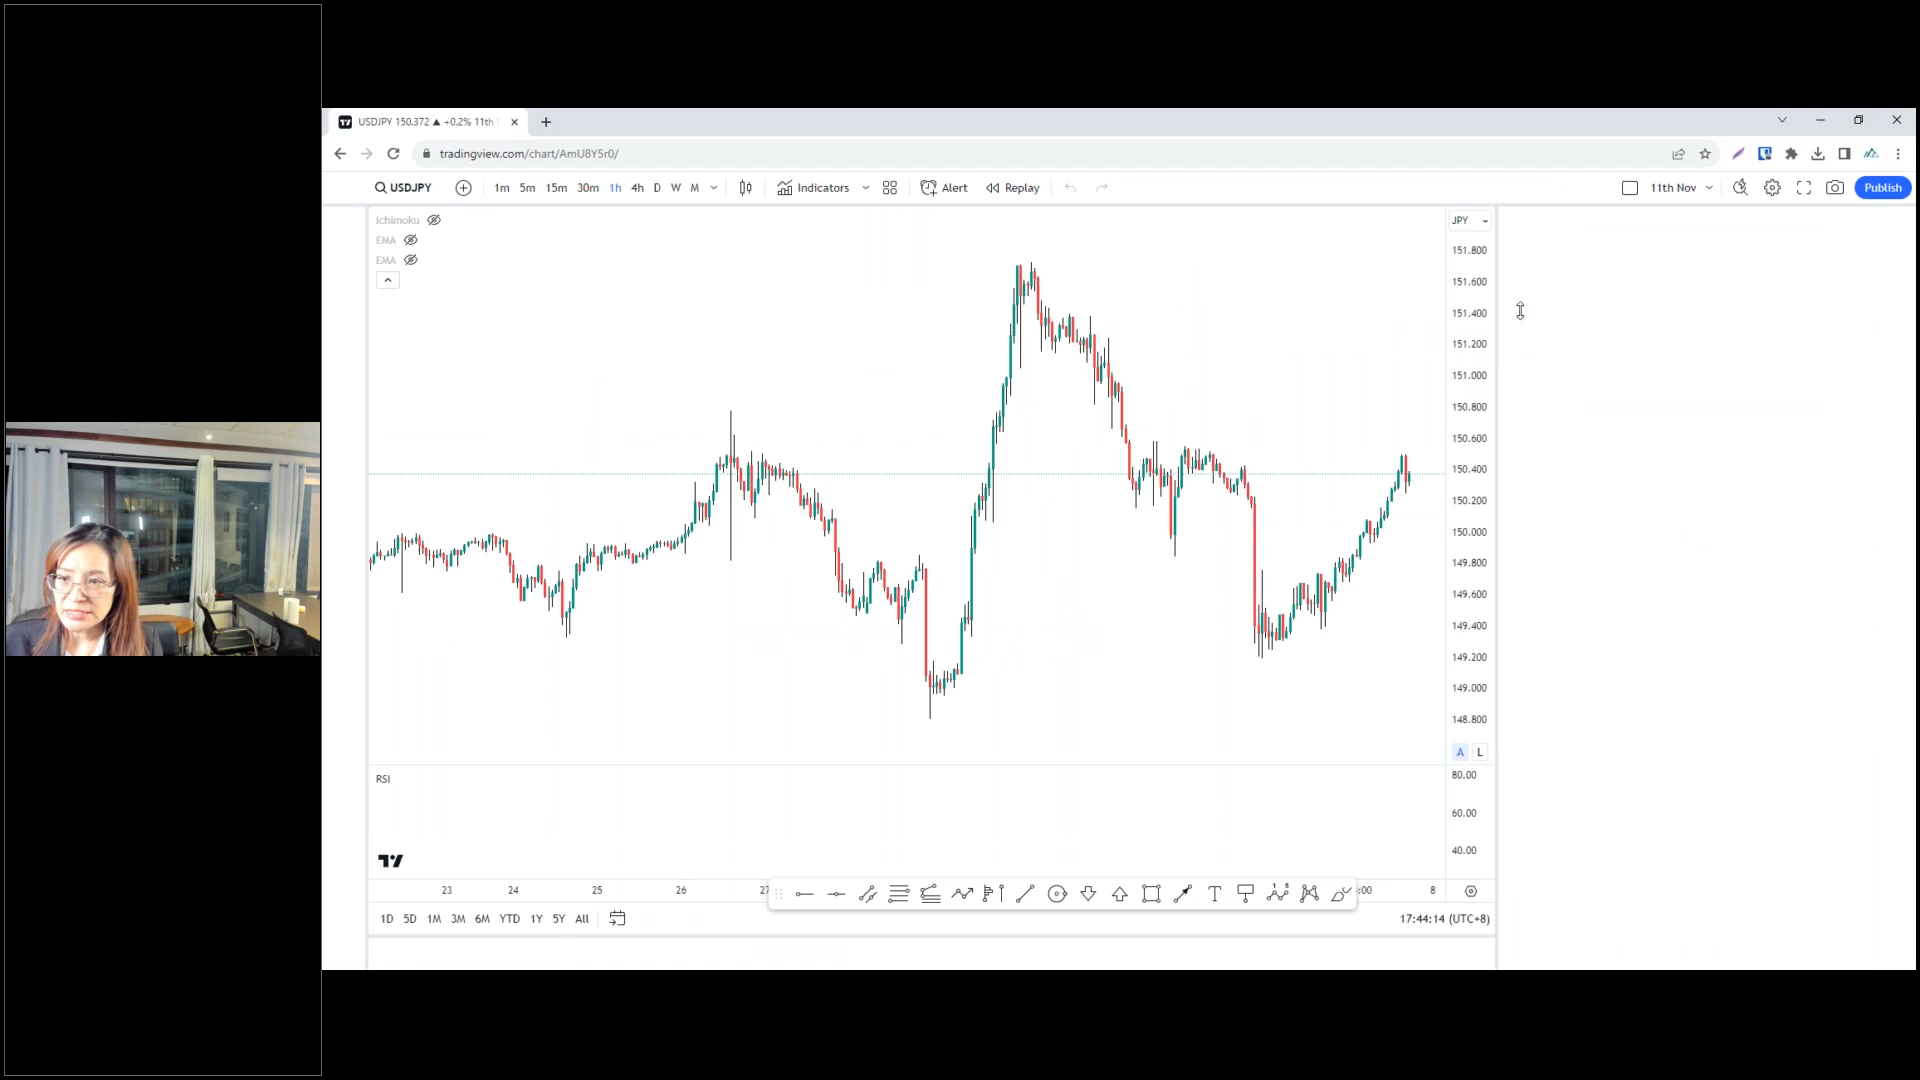 USDJPY 150.372 ▲ +0.2% 11th
tradingview.com/chart/AmU8Y5r0/
USDJPY 1m 5m 15m 30m 1h 4h D W M Indicators Alert Replay 11th Nov Publish
Ichimoku
EMA
EMA
JPY
151.800
151.600
151.400
151.200
151.000
150.800
150.600
150.400
150.200
150.000
149.800
149.600
149.400
149.200
149.000
148.800
A L
RSI
80.00
60.00
40.00
23 24 25 26 27 :00 8
1D 5D 1M 3M 6M YTD 1Y 5Y All 17:44:14 (UTC+8)